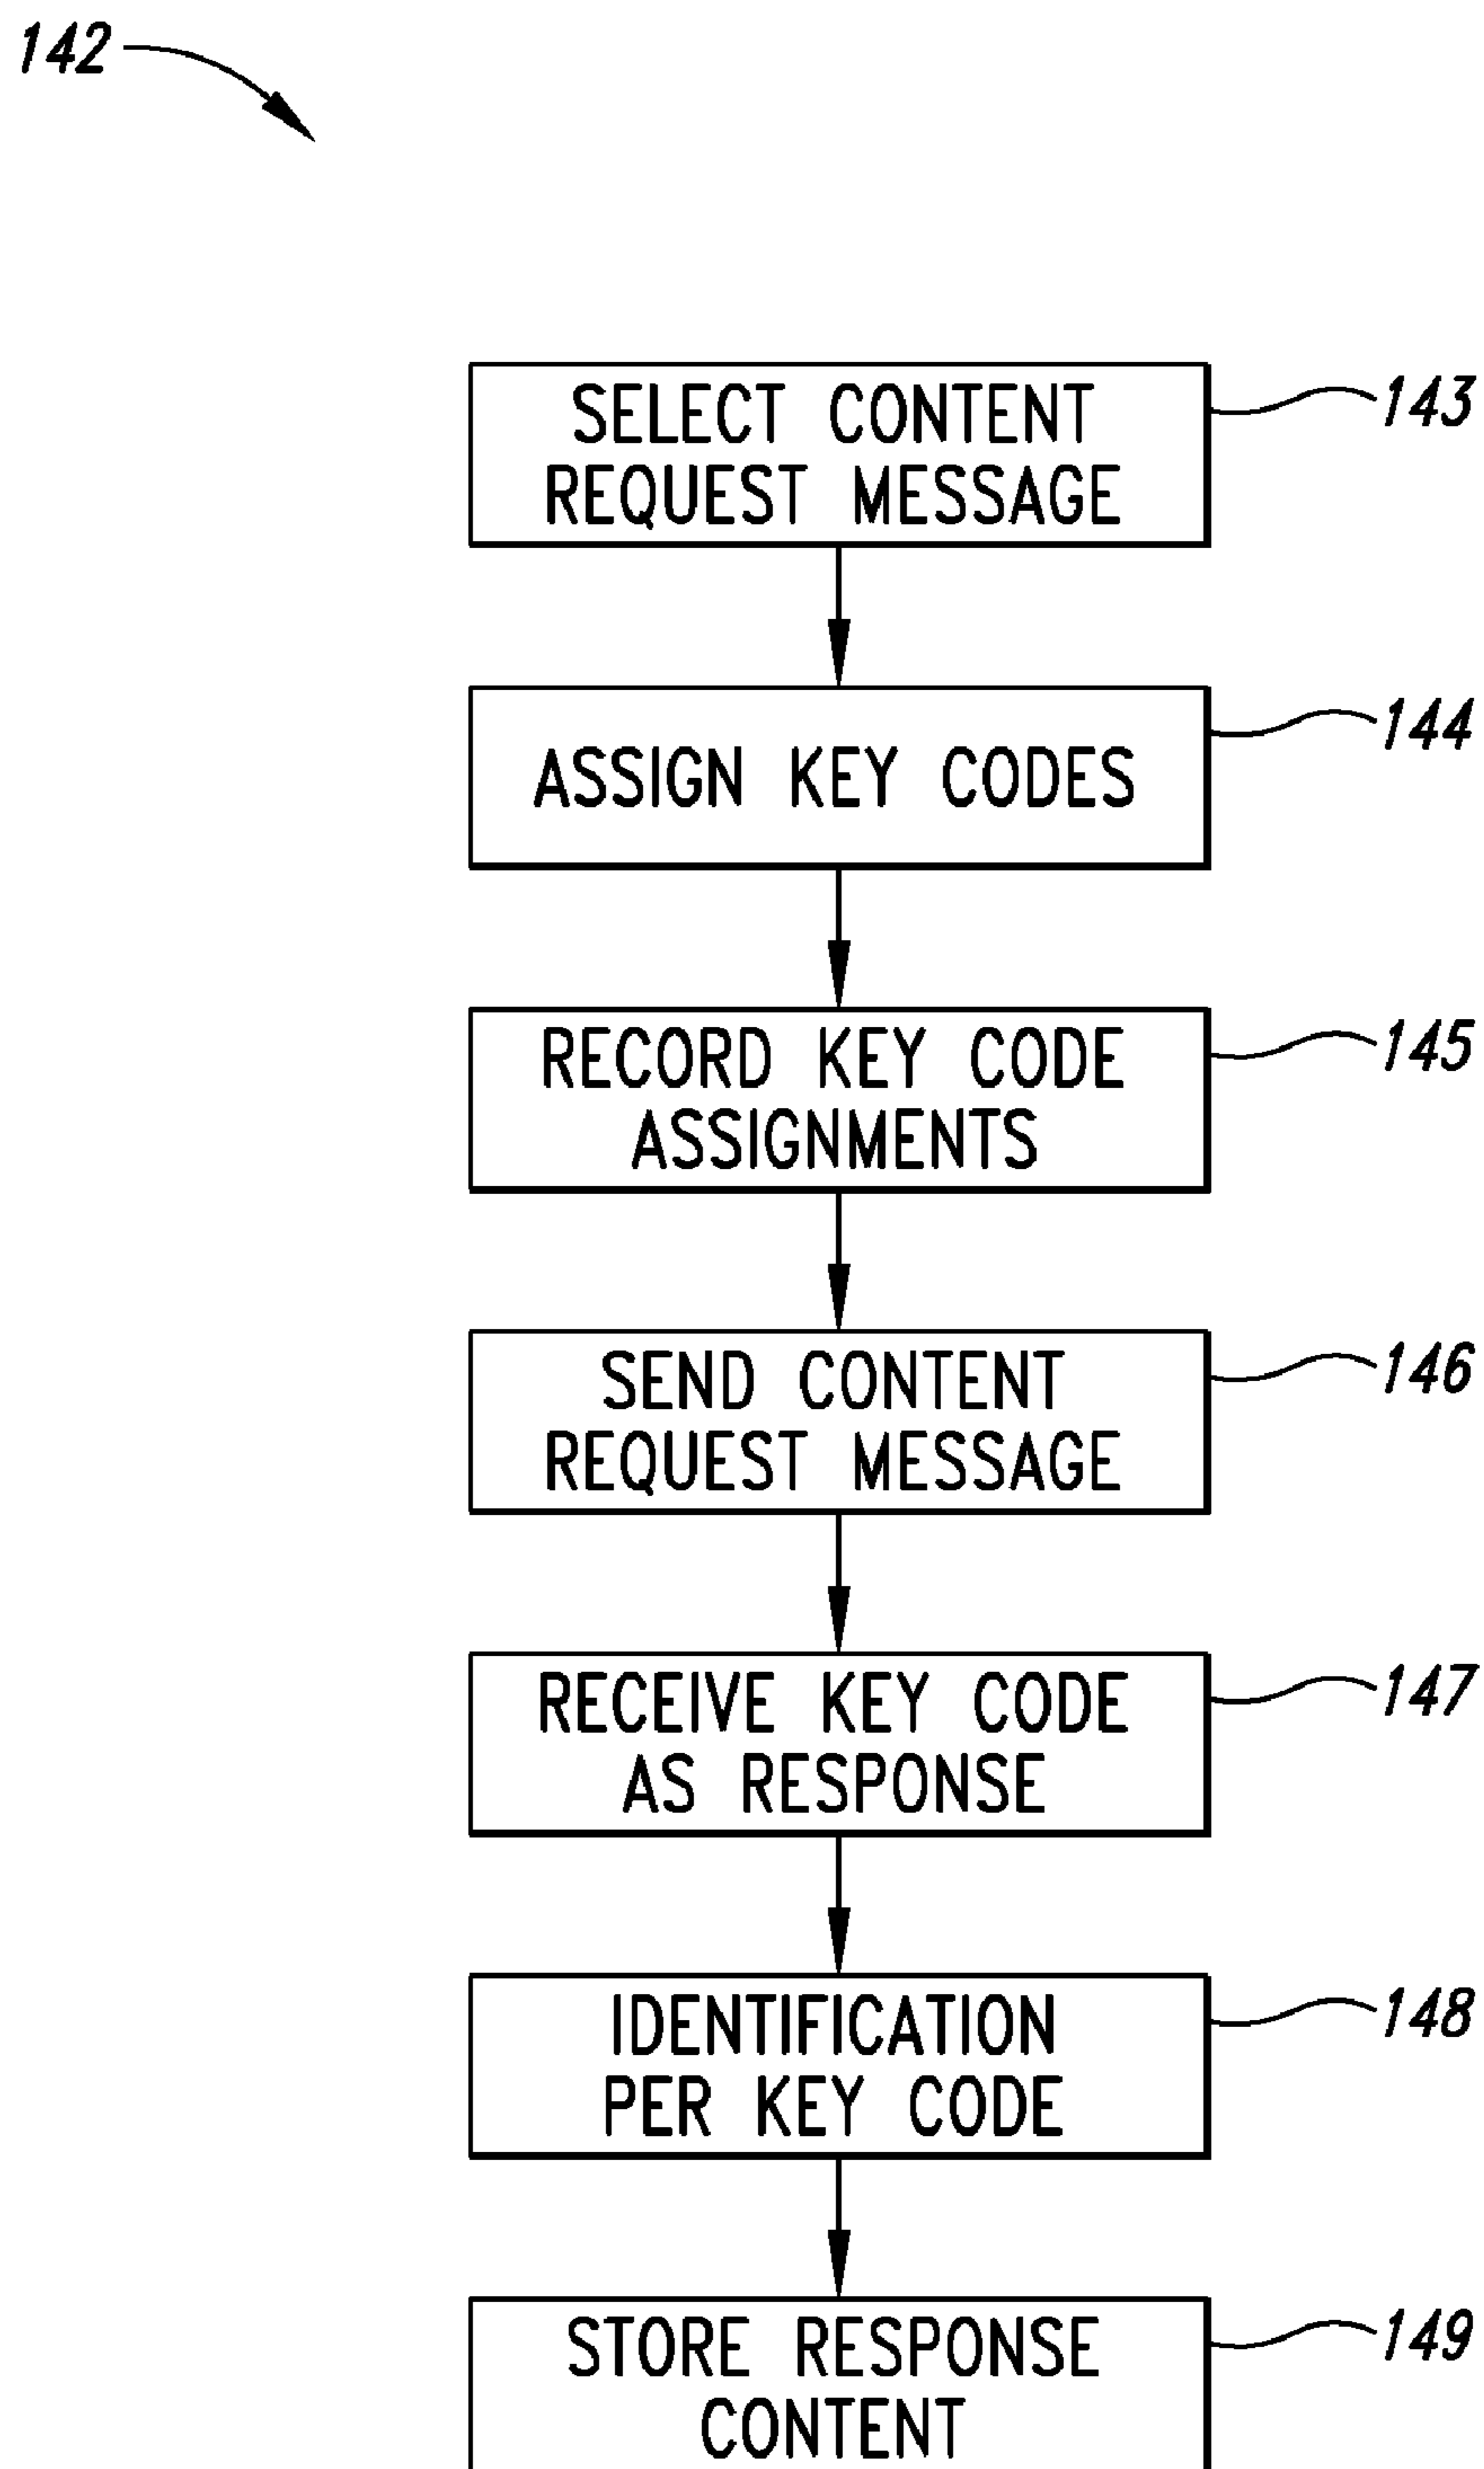 142
SELECT CONTENT
REQUEST MESSAGE
143
ASSIGN KEY CODES
144
RECORD KEY CODE
ASSIGNMENTS
145
SEND CONTENT
REQUEST MESSAGE
146
RECEIVE KEY CODE
AS RESPONSE
147
IDENTIFICATION
PER KEY CODE
148
STORE RESPONSE
CONTENT
149